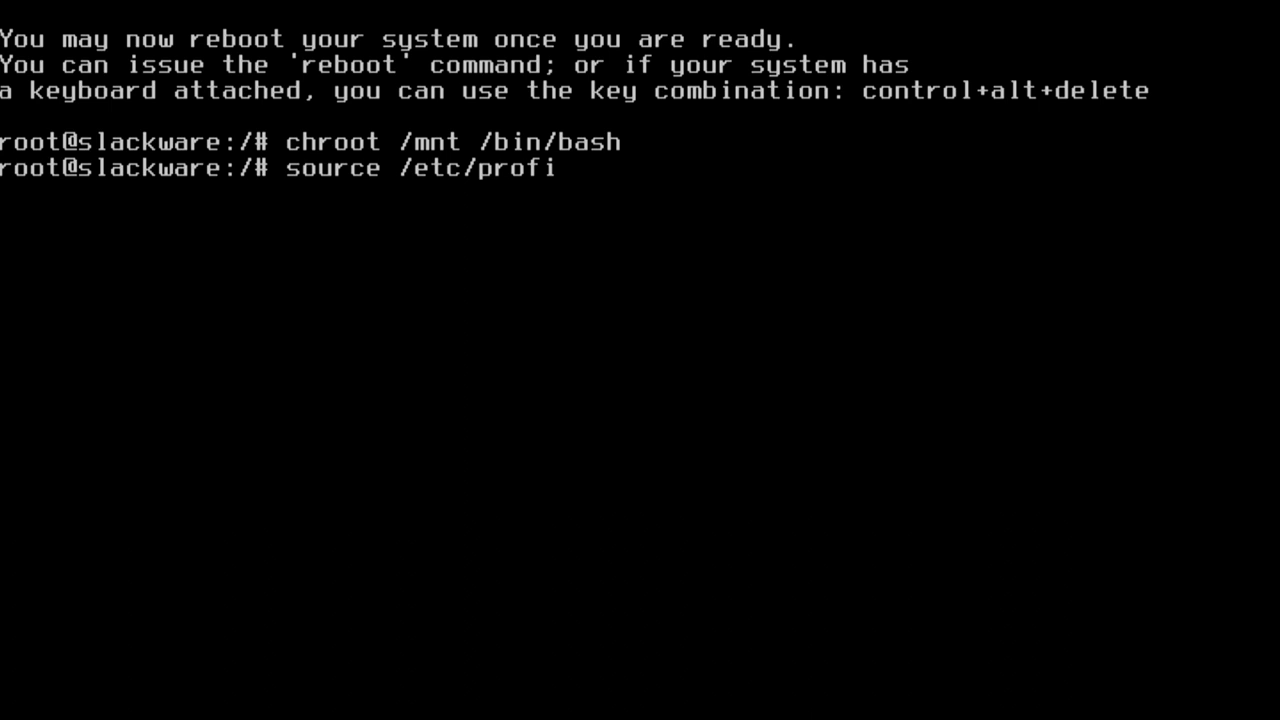 You may now reboot your system once you are ready.
You can issue the 'reboot' command; or if your system has
a keyboard attached, you can use the key combination: control+alt+delete
root@slackware:/# chroot /mnt /bin/bash
root@slackware:/# source /etc/profi